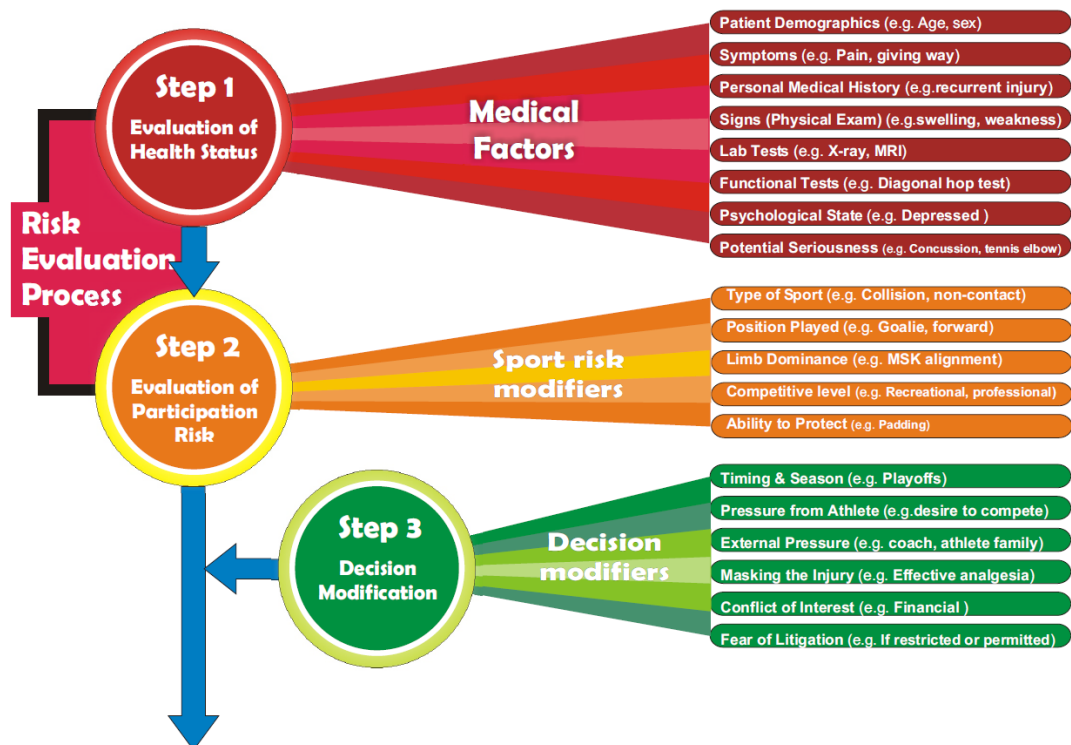 Risk
Evaluation
Process
Step 1
Evaluation of
Health Status
Medical
Factors
Patient Demographics (e.g. Age, sex)
Symptoms (e.g. Pain, giving way)
Personal Medical History (e.g.recurrent injury)
Signs (Physical Exam) (e.g.swelling, weakness)
Lab Tests (e.g. X-ray, MRI)
Functional Tests (e.g. Diagonal hop test)
Psychological State (e.g. Depressed )
Potential Seriousness (e.g. Concussion, tennis elbow)
Step 2
Evaluation of
Participation
Risk
Sport risk
modifiers
Type of Sport (e.g. Collision, non-contact)
Position Played (e.g. Goalie, forward)
Limb Dominance (e.g. MSK alignment)
Competitive level (e.g. Recreational, professional)
Ability to Protect (e.g. Padding)
Step 3
Decision
Modification
Decision
modifiers
Timing & Season (e.g. Playoffs)
Pressure from Athlete (e.g.desire to compete)
External Pressure (e.g. coach, athlete family)
Masking the Injury (e.g. Effective analgesia)
Conflict of Interest (e.g. Financial )
Fear of Litigation (e.g. If restricted or permitted)